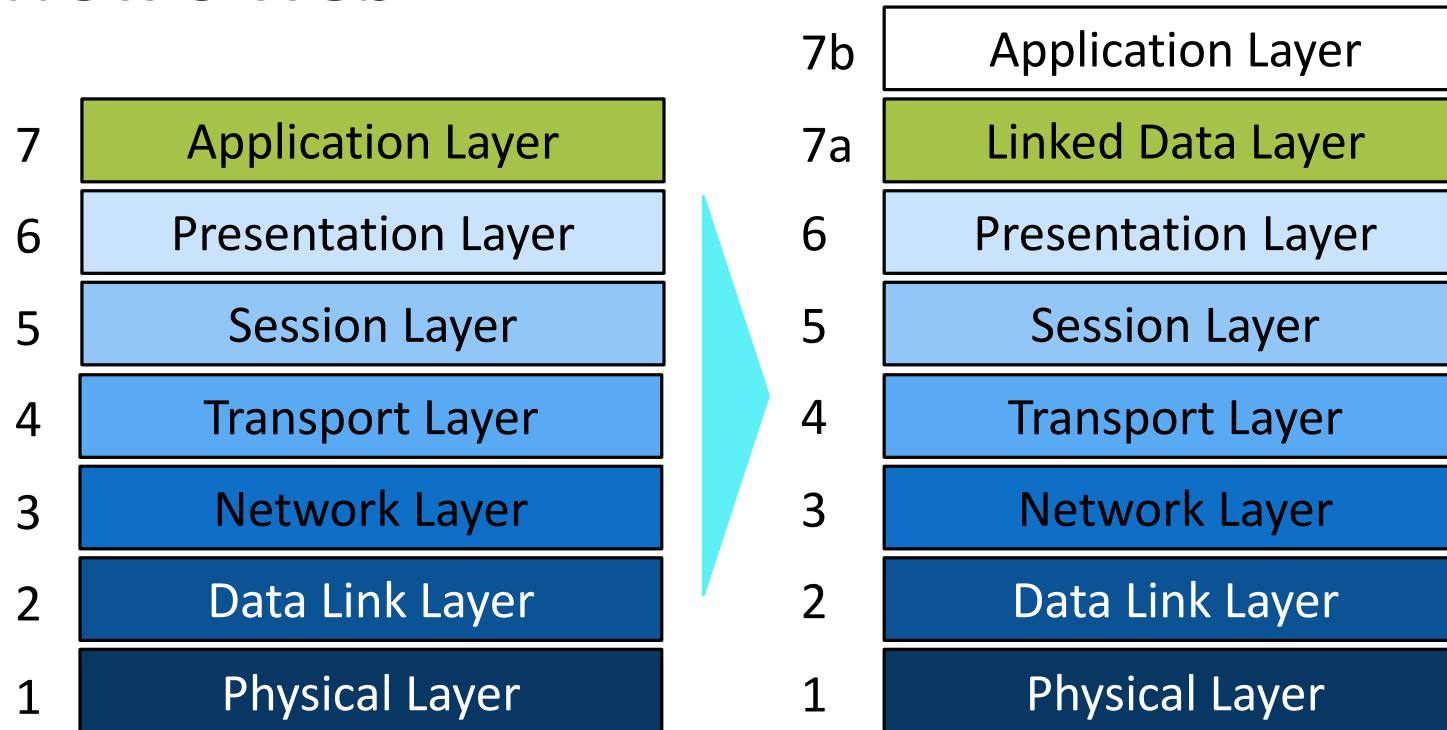 7 Application Layer
6 Presentation Layer
5 Session Layer
4 Transport Layer
3 Network Layer
2 Data Link Layer
1 Physical Layer
7b Application Layer
7a Linked Data Layer
6 Presentation Layer
5 Session Layer
4 Transport Layer
3 Network Layer
2 Data Link Layer
1 Physical Layer